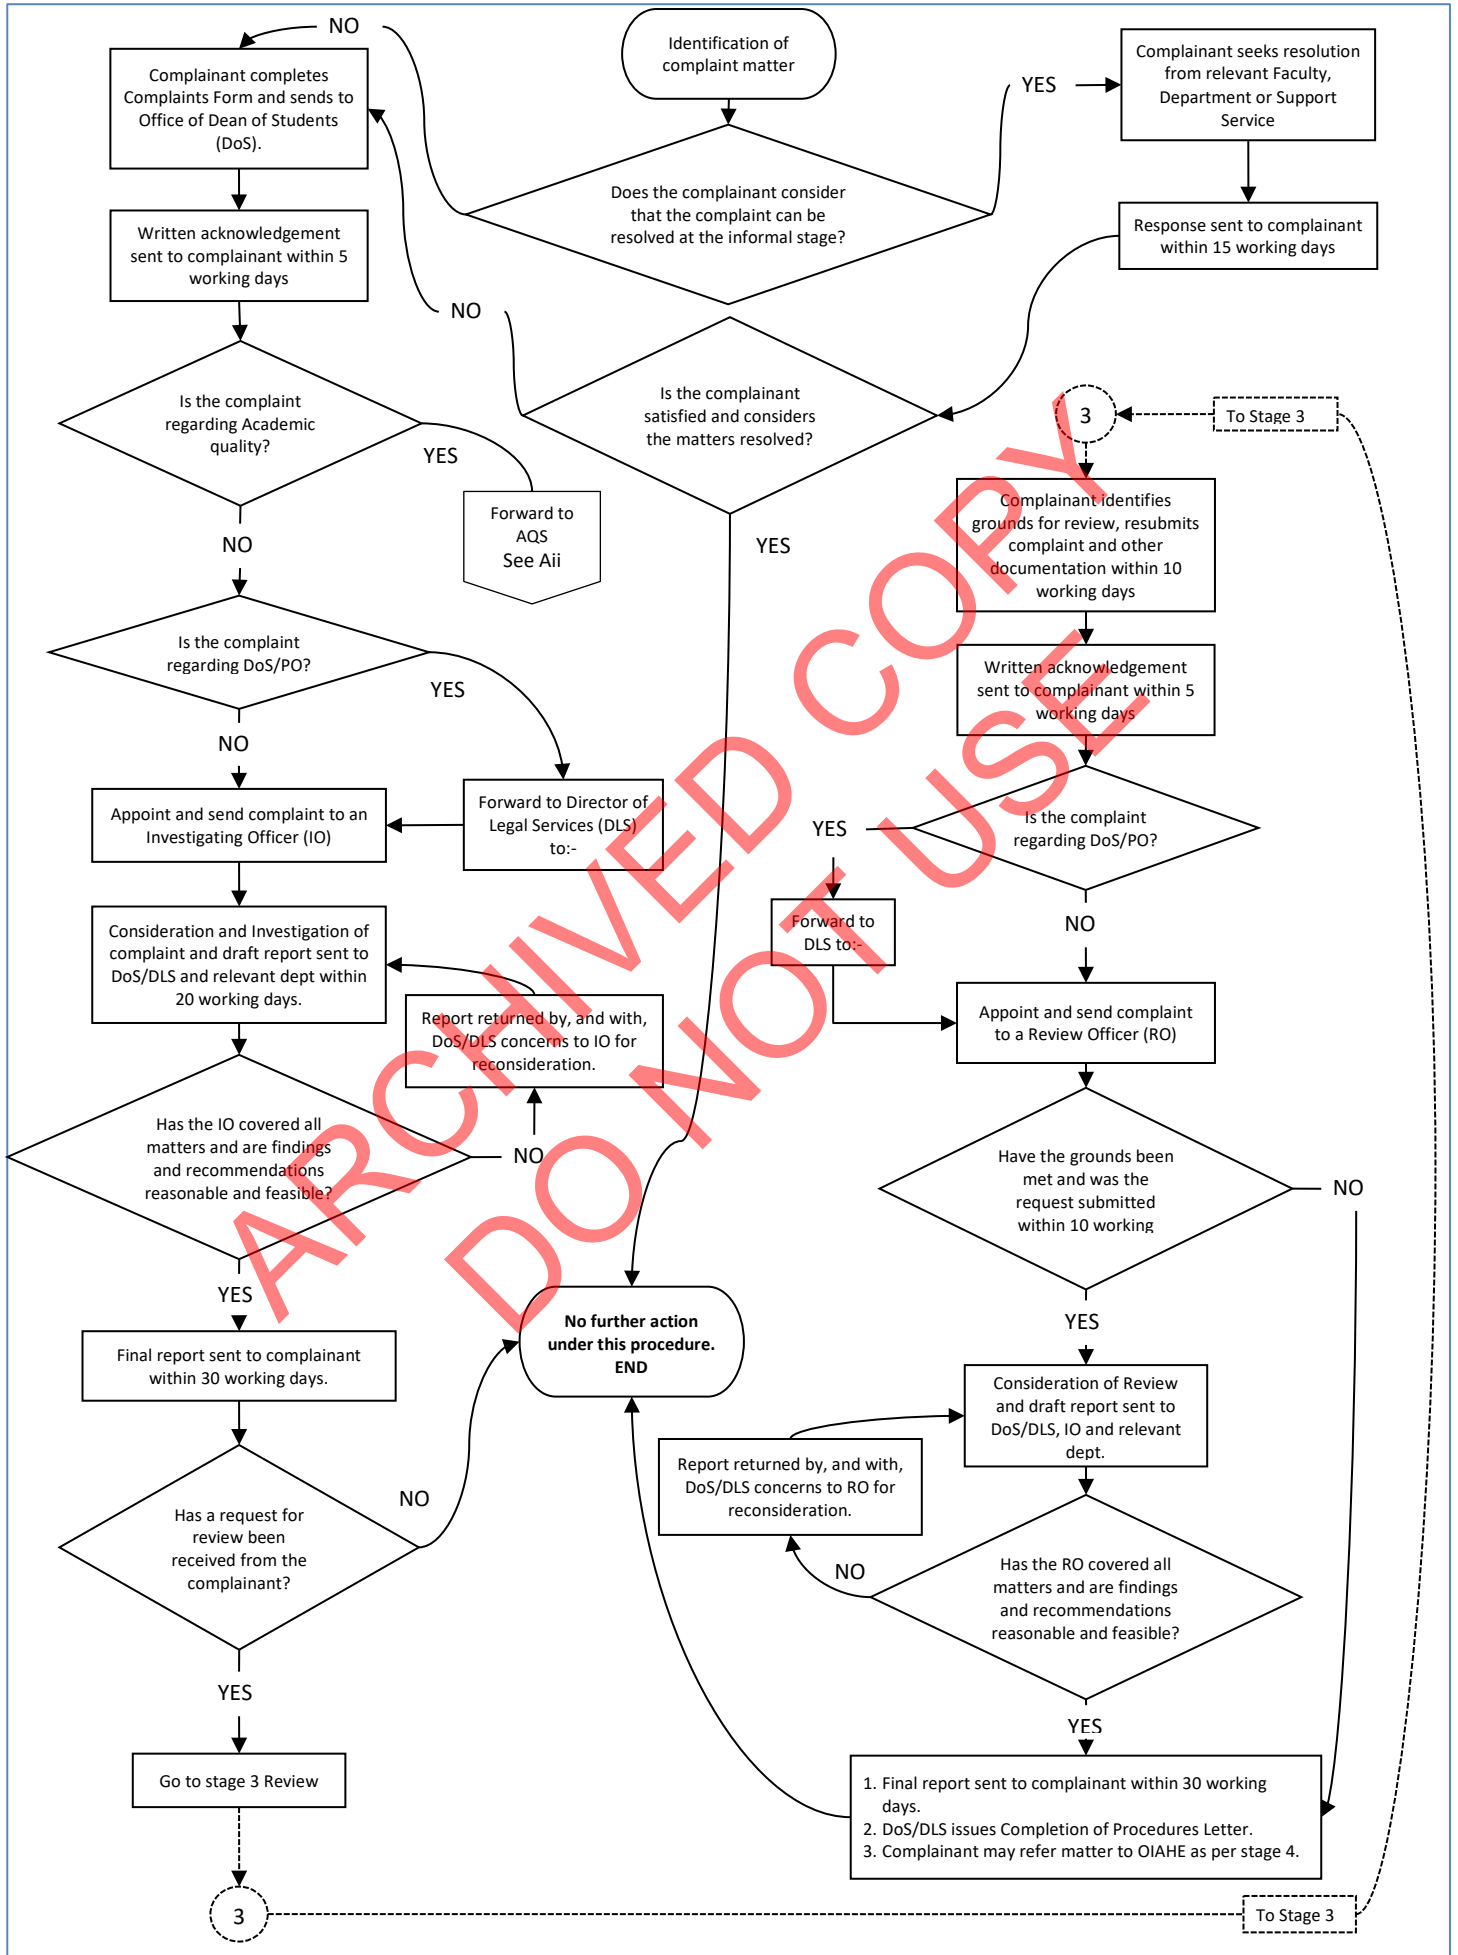 Identification of
complaint matter
NO
YES
Complainant completes
Complaints Form and sends to
Office of Dean of Students
(DoS).
Complainant seeks resolution
from relevant Faculty,
Department or Support
Service
Does the complainant consider
that the complaint can be
resolved at the informal stage?
Written acknowledgement
sent to complainant within 5
working days
Response sent to complainant
within 15 working days
NO
Is the complainant
satisfied and considers
the matters resolved?
YES
Is the complaint
regarding Academic
quality?
YES
Forward to
AQS
See Aii
NO
Is the complaint
regarding DoS/PO?
YES
NO
Forward to Director of
Legal Services (DLS)
to:-
Appoint and send complaint to an
Investigating Officer (IO)
Consideration and Investigation of
complaint and draft report sent to
DoS/DLS and relevant dept within
20 working days.
Report returned by, and with,
DoS/DLS concerns to IO for
reconsideration.
Has the IO covered all
matters and are findings
and recommendations
reasonable and feasible?
NO
YES
Final report sent to complainant
within 30 working days.
No further action
under this procedure.
END
Has a request for
review been
received from the
complainant?
NO
YES
Go to stage 3 Review
3
To Stage 3
3
To Stage 3
Complainant identifies
grounds for review, resubmits
complaint and other
documentation within 10
working days
Written acknowledgement
sent to complainant within 5
working days
Is the complaint
regarding DoS/PO?
YES
Forward to
DLS to:-
NO
Appoint and send complaint
to a Review Officer (RO)
Have the grounds been
met and was the
request submitted
within 10 working
NO
YES
Consideration of Review
and draft report sent to
DoS/DLS, IO and relevant
dept.
Report returned by, and with,
DoS/DLS concerns to RO for
reconsideration.
NO
Has the RO covered all
matters and are findings
and recommendations
reasonable and feasible?
YES
1. Final report sent to complainant within 30 working
days.
2. DoS/DLS issues Completion of Procedures Letter.
3. Complainant may refer matter to OIAHE as per stage 4.
ARCHIVED COPY
DO NOT USE